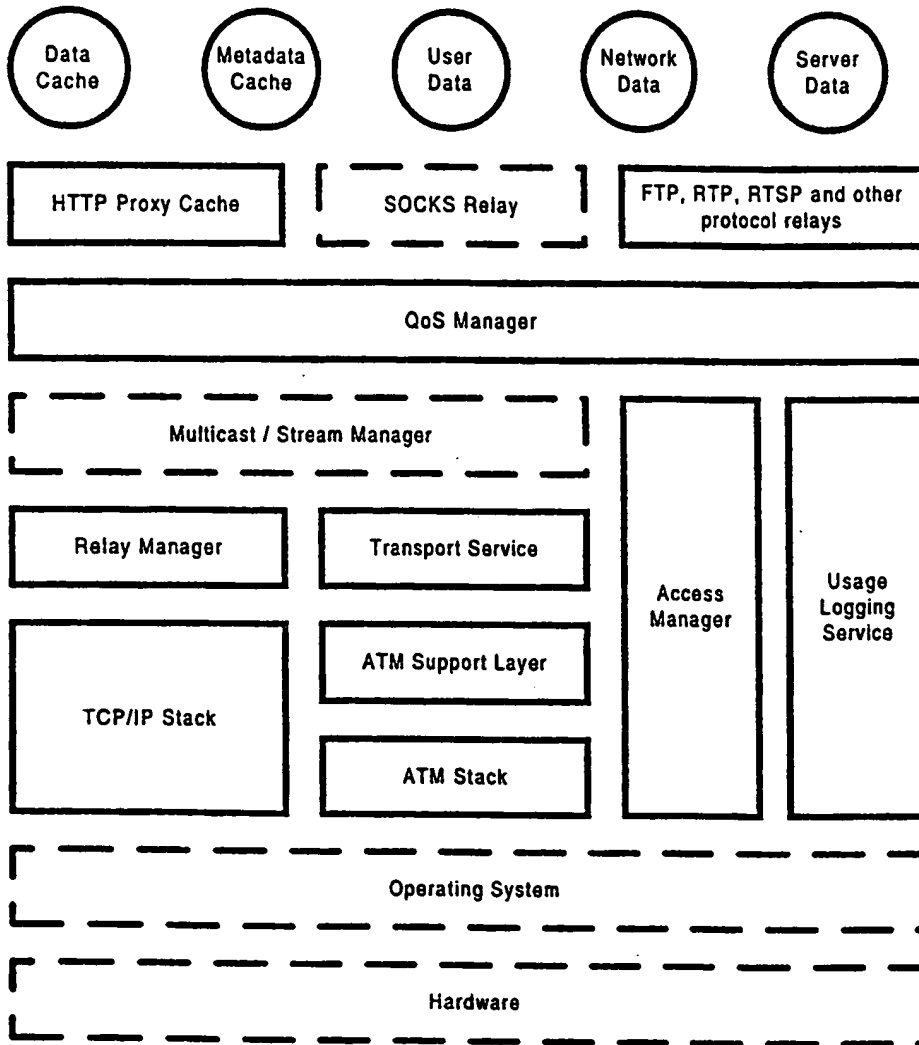 Data
Cache
Metadata
Cache
User
Data
Network
Data
Server
Data
HTTP Proxy Cache
SOCKS Relay
FTP, RTP, RTSP and other
protocol relays
QoS Manager
Multicast / Stream Manager
Relay Manager
Transport Service
Access
Manager
Usage
Logging
Service
TCP/IP Stack
ATM Support Layer
ATM Stack
Operating System
Hardware